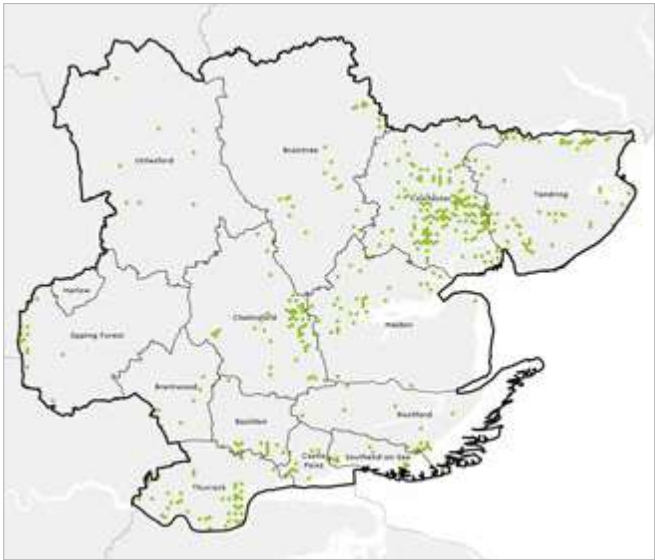 Uttlesford
Braintree
Colchester
Tendring
Harlow
Epping Forest
Chelmsford
Maldon
Brentwood
Basildon
Rochford
Castle
Point
Southend-on-Sea
Thurrock